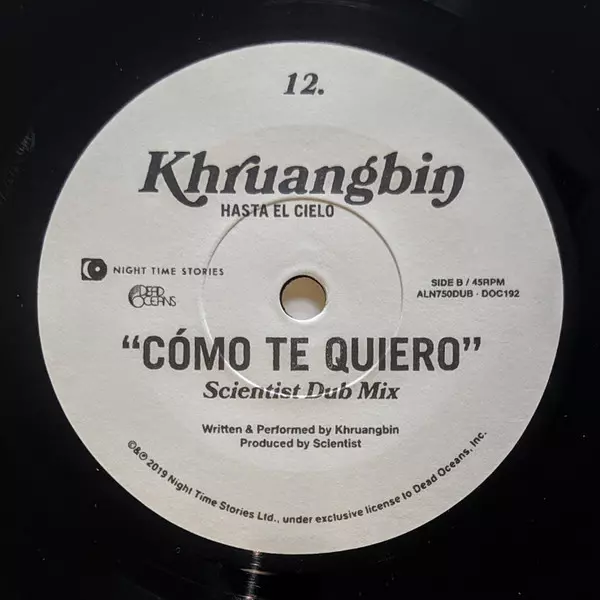 12.
Khruangbin
HASTA EL CIELO
NIGHT TIME STORIES
DEAD OCEANS
SIDE B / 45RPM
ALN750DUB - DOC192
"CÓMO TE QUIERO"
Scientist Dub Mix
Written & Performed by Khruangbin
Produced by Scientist
©&℗ 2019 Night Time Stories Ltd., under exclusive license to Dead Oceans, Inc.